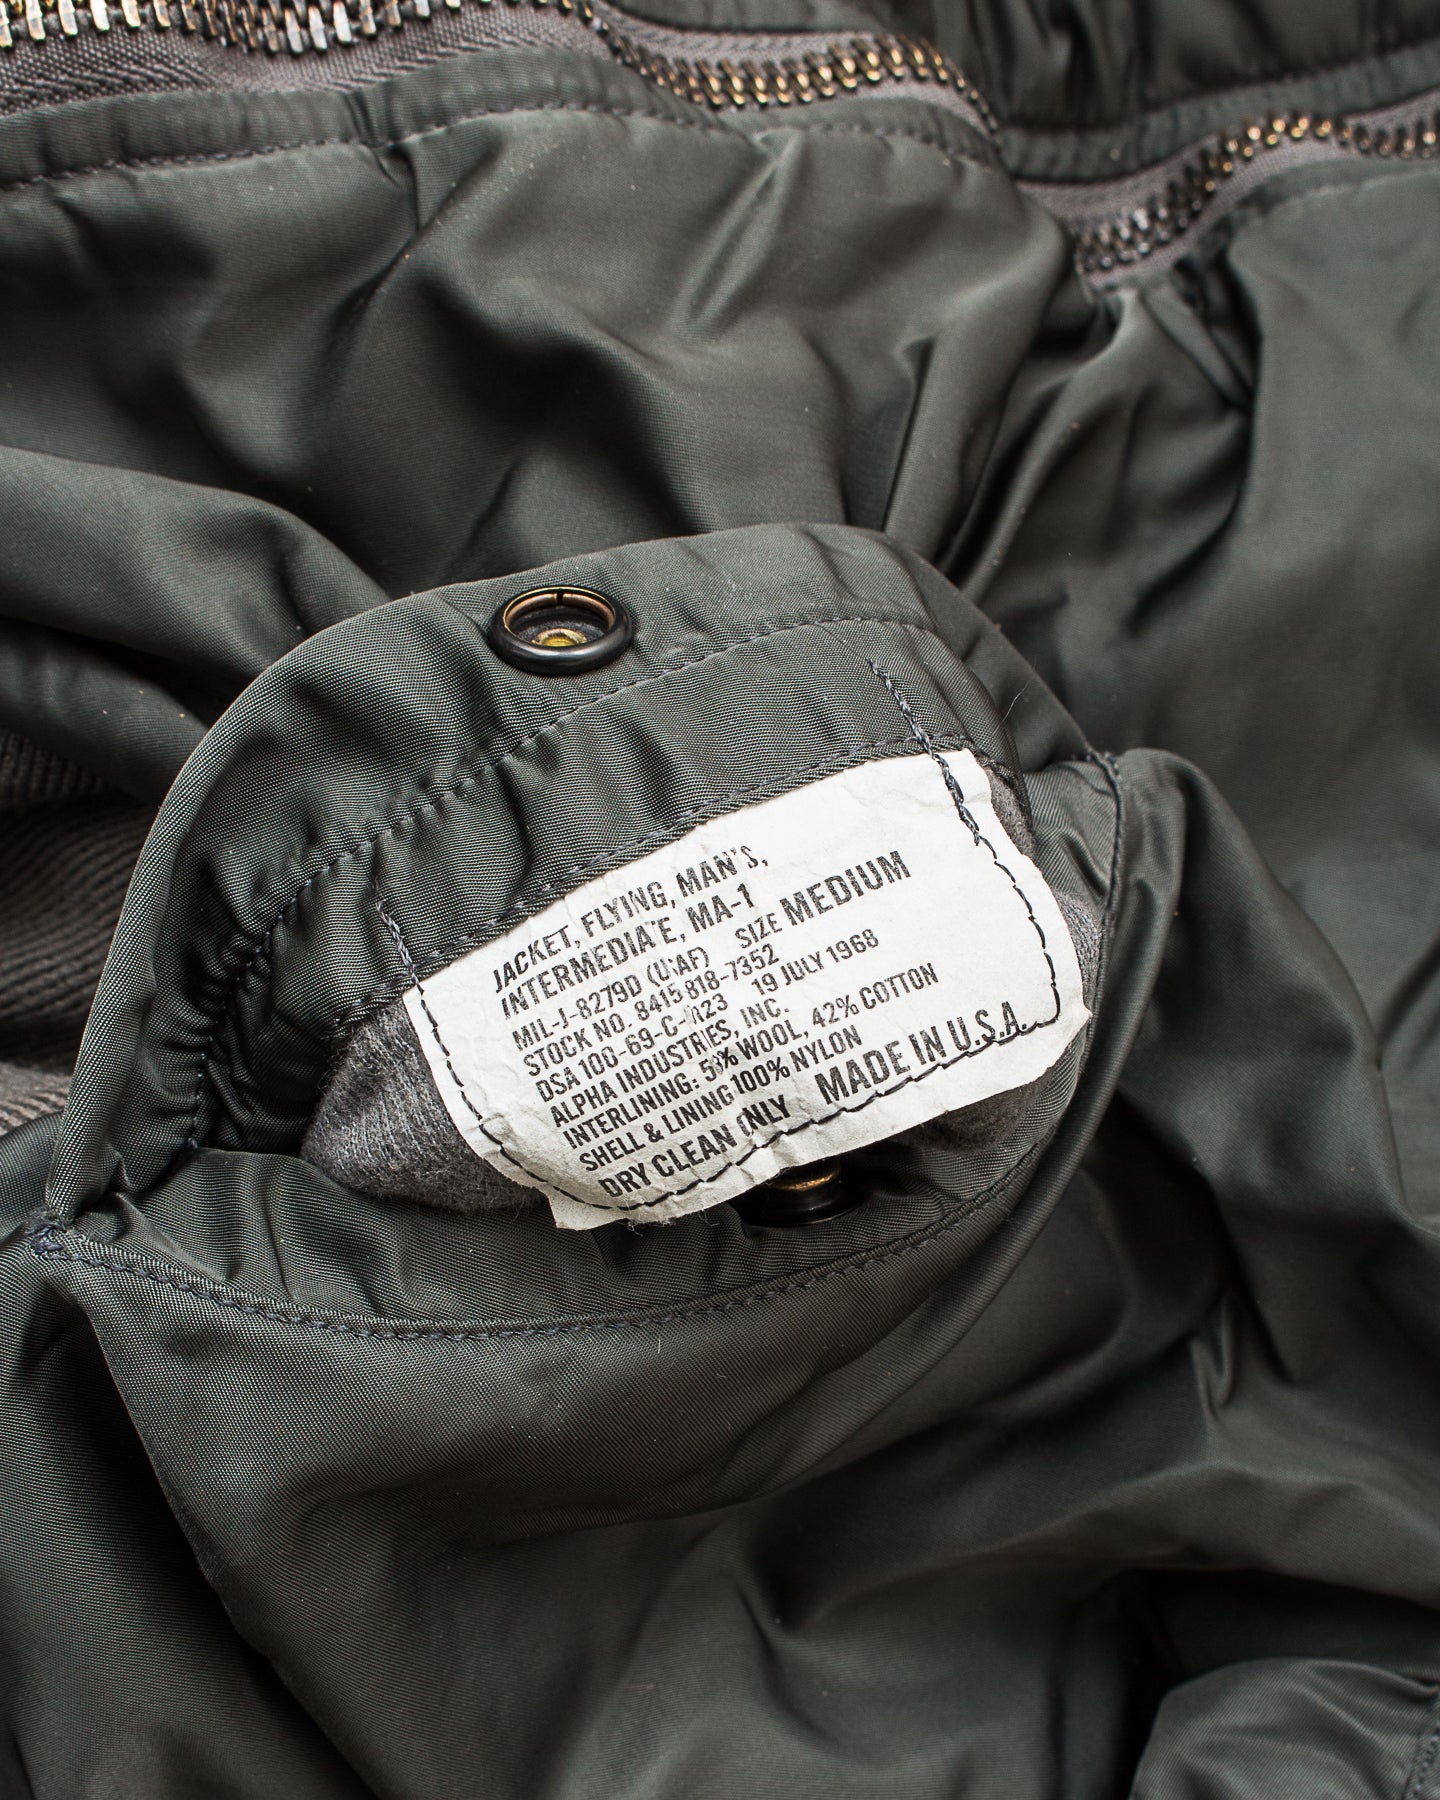 JACKET, FLYING, MAN'S,
INTERMEDIATE, MA-1
MIL-J-8279D (USAF) SIZE MEDIUM
STOCK NO. 8415 818-7352
DSA 100-69-C- 19 JULY 1968
ALPHA INDUSTRIES, INC.
INTERLINING: WOOL, 42% COTTON
SHELL & LINING 100% NYLON
DRY CLEAN ONLY MADE IN U.S.A.